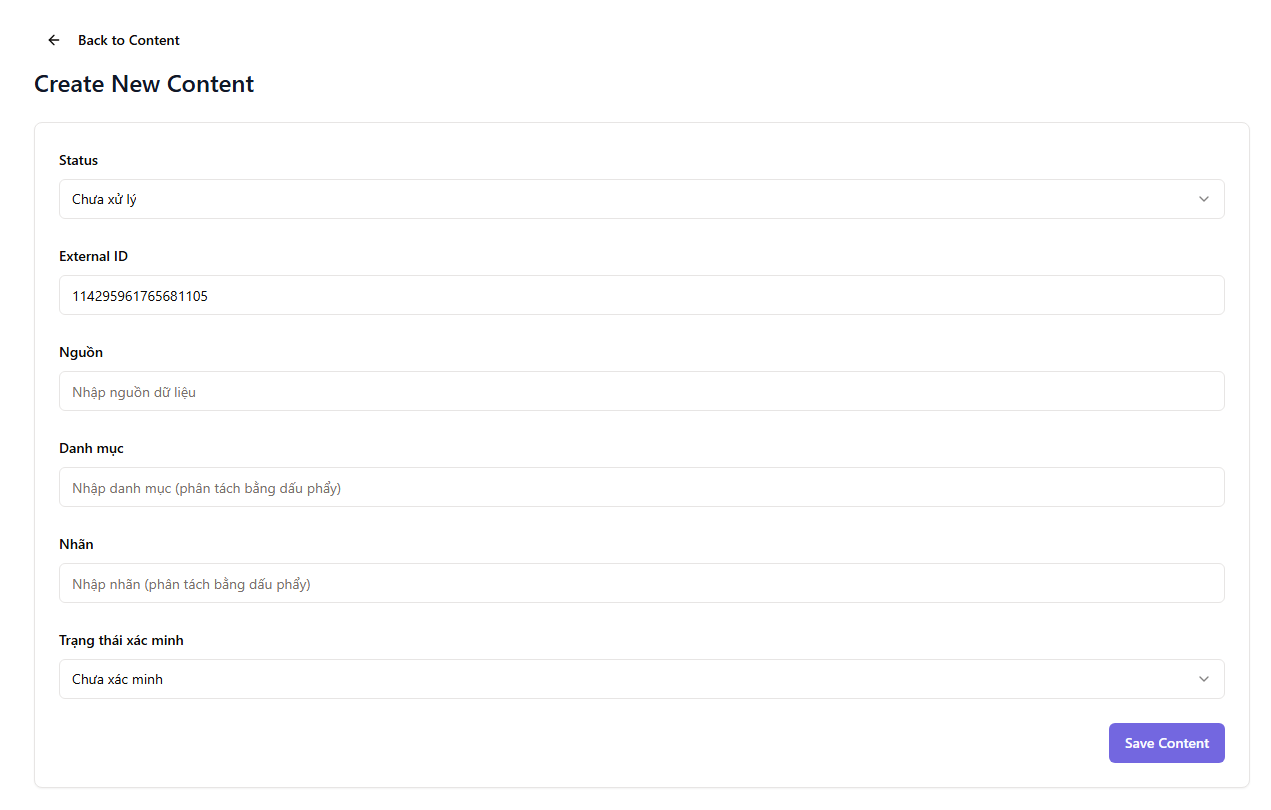 Back to Content
Create New Content
Status
Chưa xử lý
External ID
114295961765681105
Nguồn
Nhập nguồn dữ liệu
Danh mục
Nhập danh mục (phân tách bằng dấu phẩy)
Nhãn
Nhập nhãn (phân tách bằng dấu phẩy)
Trạng thái xác minh
Chưa xác minh
Save Content